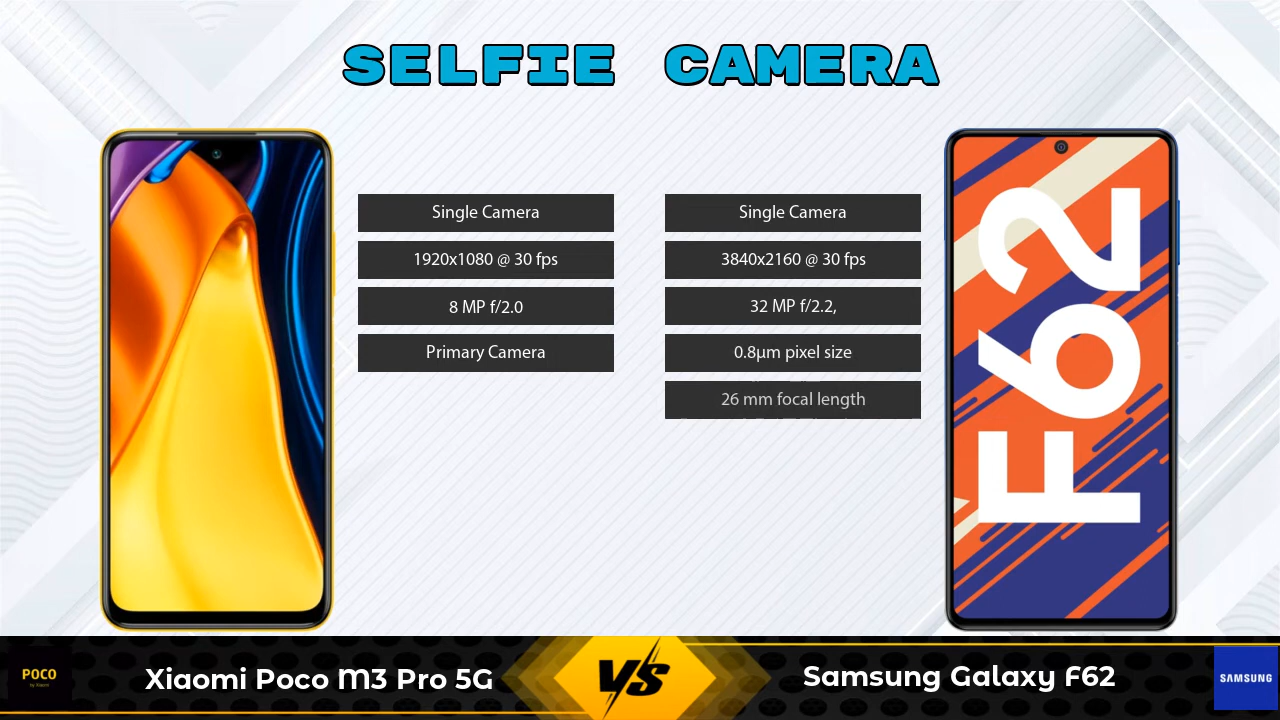 SELFIE CAMERA
Single Camera
1920x1080 @ 30 fps
8 MP f/2.0
Primary Camera
Single Camera
3840x2160 @ 30 fps
32 MP f/2.2,
0.8µm pixel size
26 mm focal length
F62
POCO
by Xiaomi
Xiaomi Poco M3 Pro 5G
VS
Samsung Galaxy F62
SAMSUNG